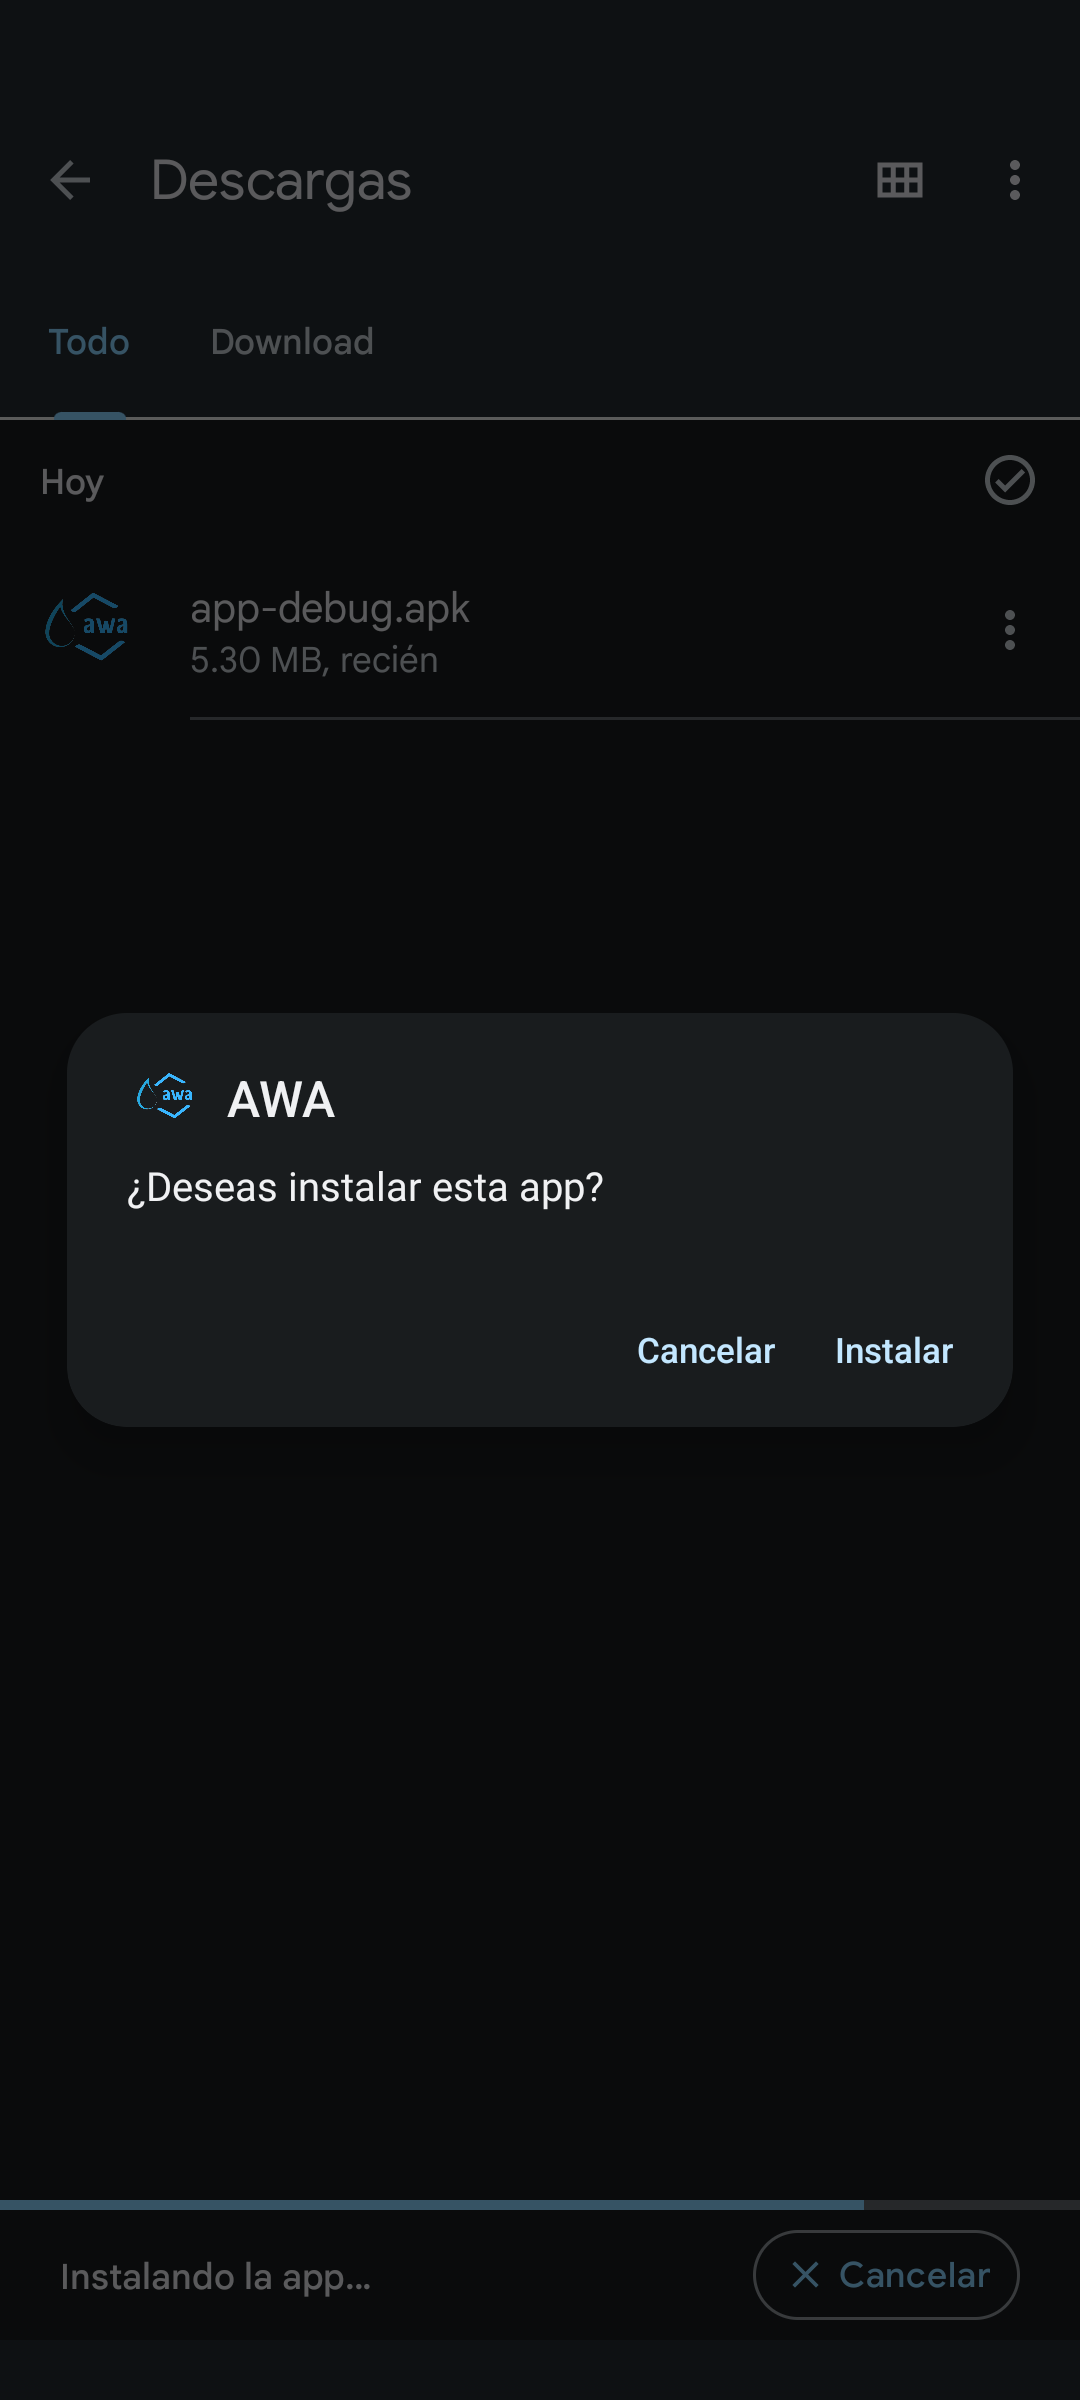 Descargas
Todo
Download
Hoy
awa
app-debug.apk
5.30 MB, recién
awa
AWA
¿Deseas instalar esta app?
Cancelar
Instalar
Instalando la app...
Cancelar